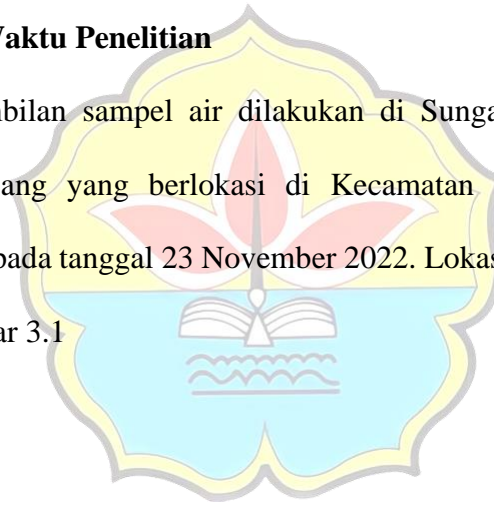 Waktu Penelitian
mbilan sampel air dilakukan di Sunga
ang yang berlokasi di Kecamatan
pada tanggal 23 November 2022. Lokas
ar 3.1